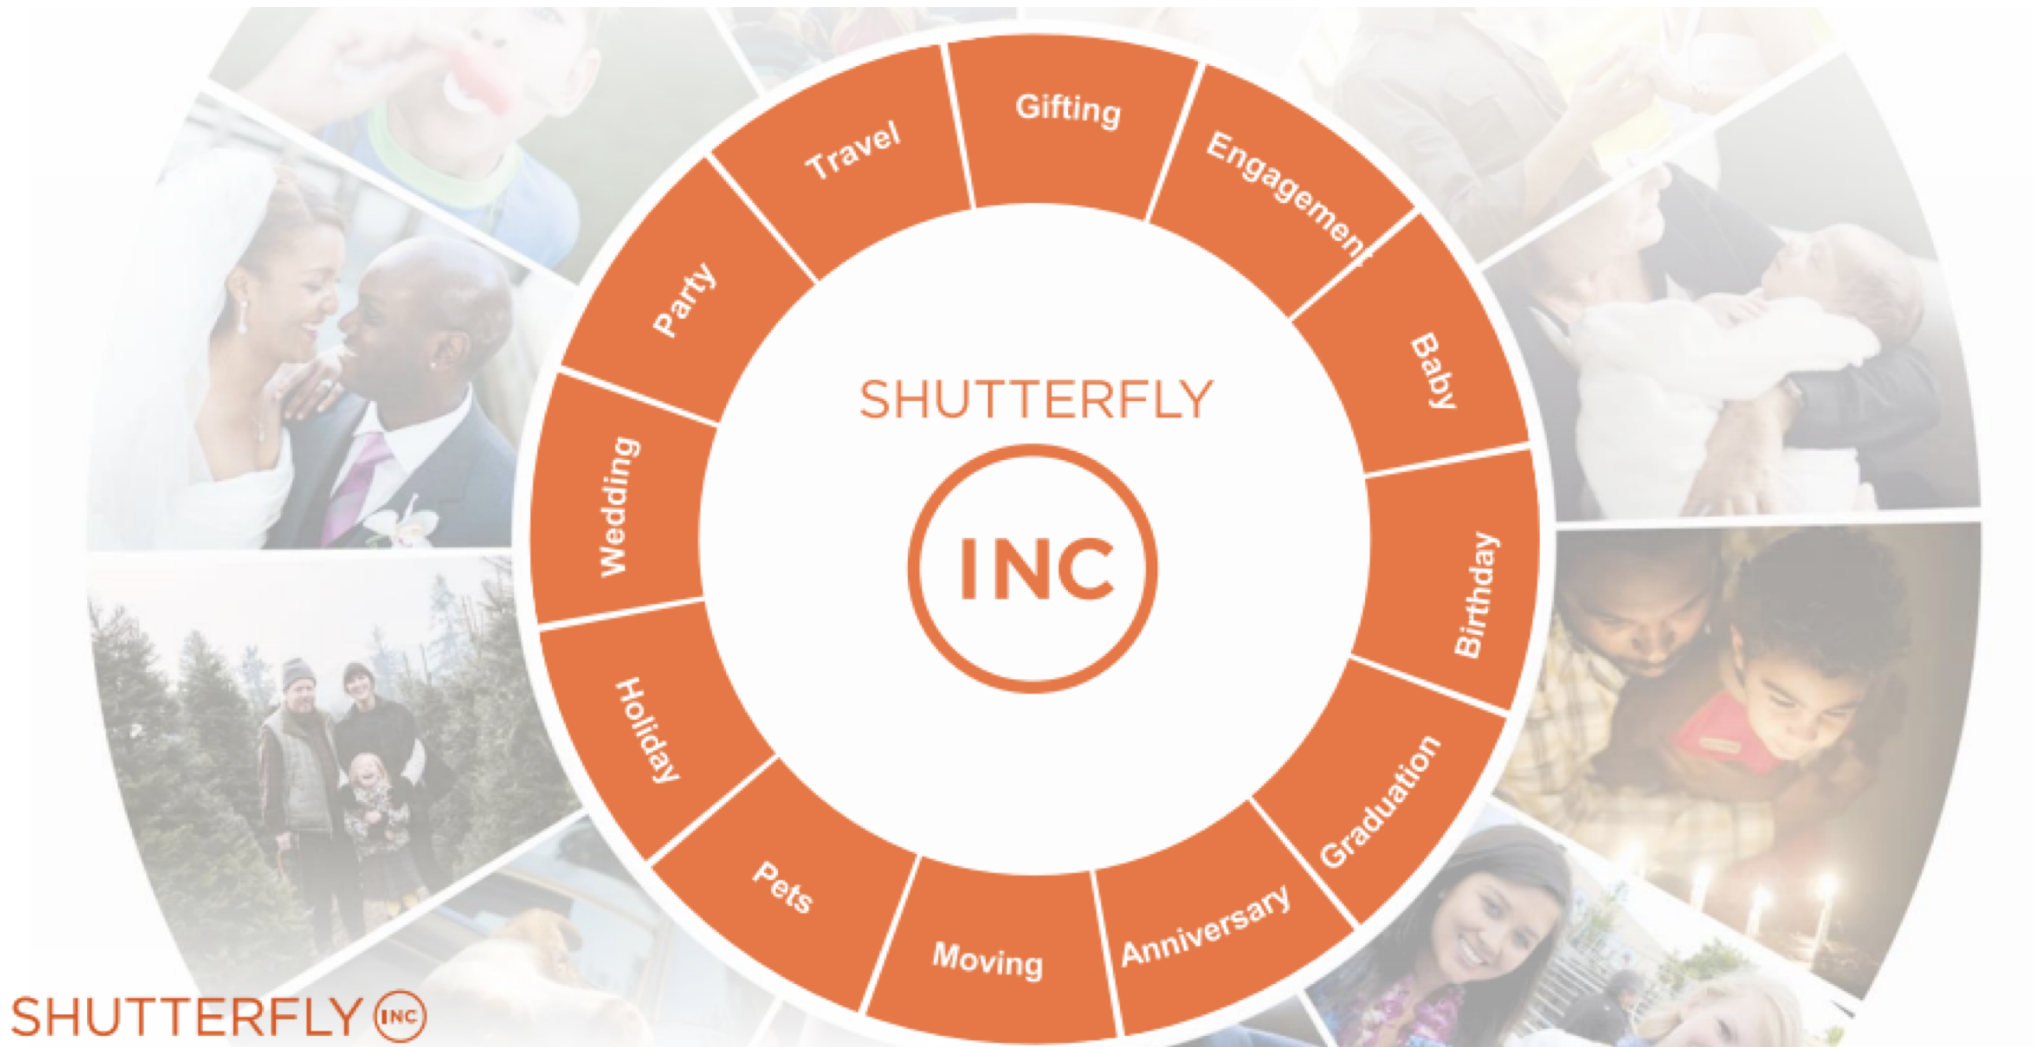 Gifting
Engagement
Baby
Birthday
Graduation
Anniversary
Moving
Pets
Holiday
Wedding
Party
Travel
SHUTTERFLY
INC
SHUTTERFLY INC